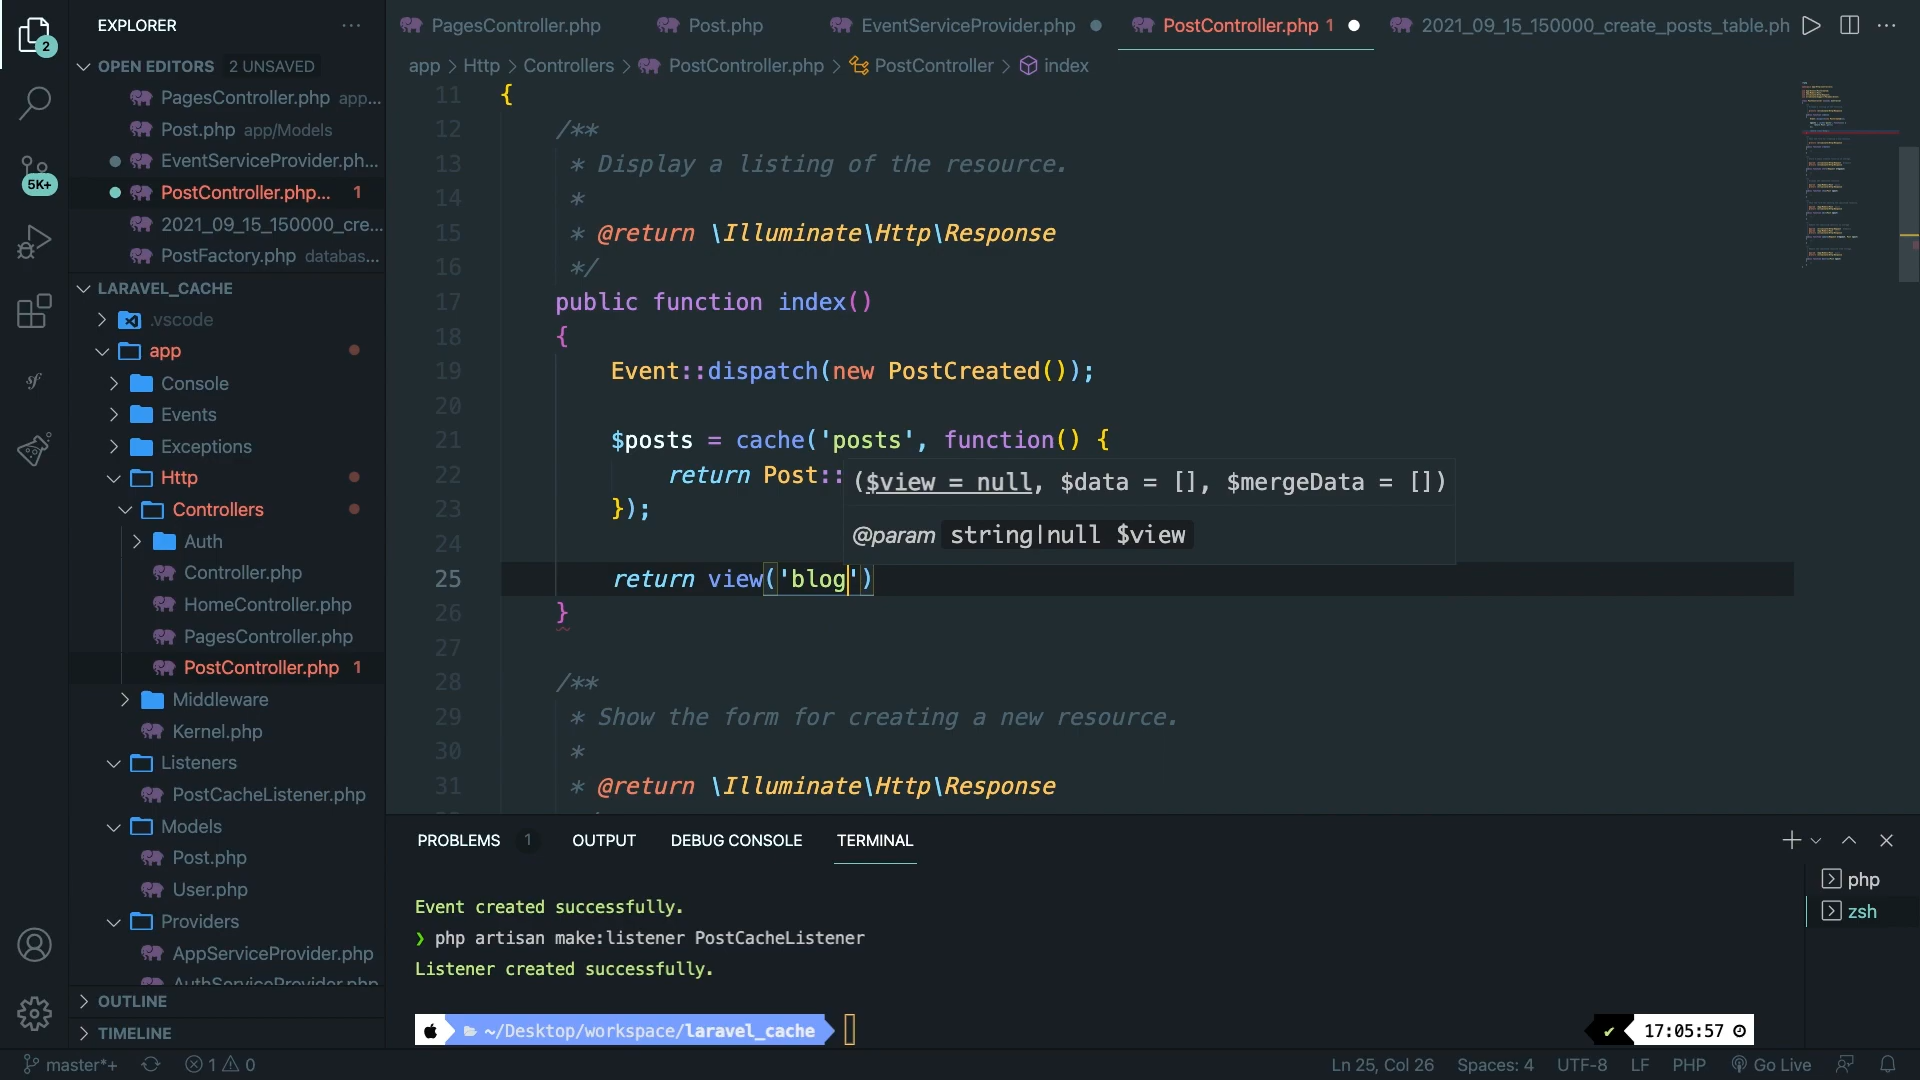 EXPLORER
OPEN EDITORS 2 UNSAVED
PagesController.php app...
Post.php app/Models
EventServiceProvider.ph...
PostController.php... 1
2021_09_15_150000_cre...
PostFactory.php databas...
LARAVEL_CACHE
.vscode
app
Console
Events
Exceptions
Http
Controllers
Auth
Controller.php
HomeController.php
PagesController.php
PostController.php 1
Middleware
Kernel.php
Listeners
PostCacheListener.php
Models
Post.php
User.php
Providers
AppServiceProvider.php
AuthServiceProvider.php
OUTLINE
TIMELINE
2
5K+
PagesController.php Post.php EventServiceProvider.php PostController.php 1 2021_09_15_150000_create_posts_table.ph
app > Http > Controllers > PostController.php > PostController > index
11 {
12 /**
13 * Display a listing of the resource.
14 *
15 * @return \Illuminate\Http\Response
16 */
17 public function index()
18 {
19 Event::dispatch(new PostCreated());
20
21 $posts = cache('posts', function() {
22 return Post::
($view = null, $data = [], $mergeData = [])
23 });
@param string|null $view
24
25 return view('blog')
26 }
27
28 /**
29 * Show the form for creating a new resource.
30 *
31 * @return \Illuminate\Http\Response
PROBLEMS 1 OUTPUT DEBUG CONSOLE TERMINAL
Event created successfully.
❯ php artisan make:listener PostCacheListener
Listener created successfully.
~/Desktop/workspace/laravel_cache
✔ 17:05:57
php
zsh
master*+ 1 0 Ln 25, Col 26 Spaces: 4 UTF-8 LF PHP Go Live